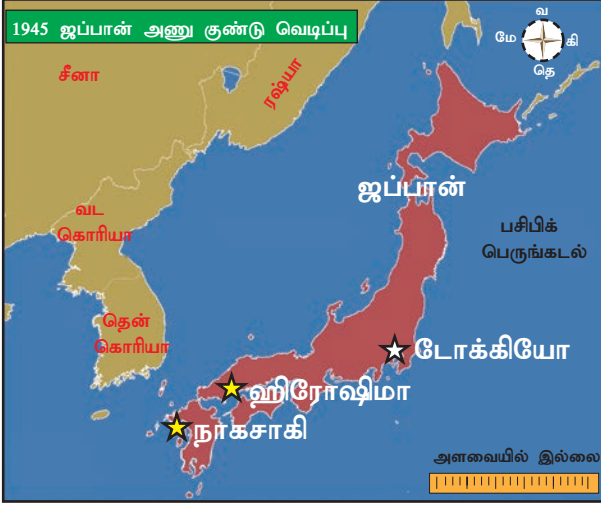 1945 ஜப்பான் அணு குண்டு வெடிப்பு
வ
மே
கி
தெ
சீனா
ரஷ்யா
ஜப்பான்
வட
கொரியா
பசிபிக்
பெருங்கடல்
தென்
கொரியா
டோக்கியோ
ஹிரோஷிமா
நாகசாகி
அளவையில் இல்லை